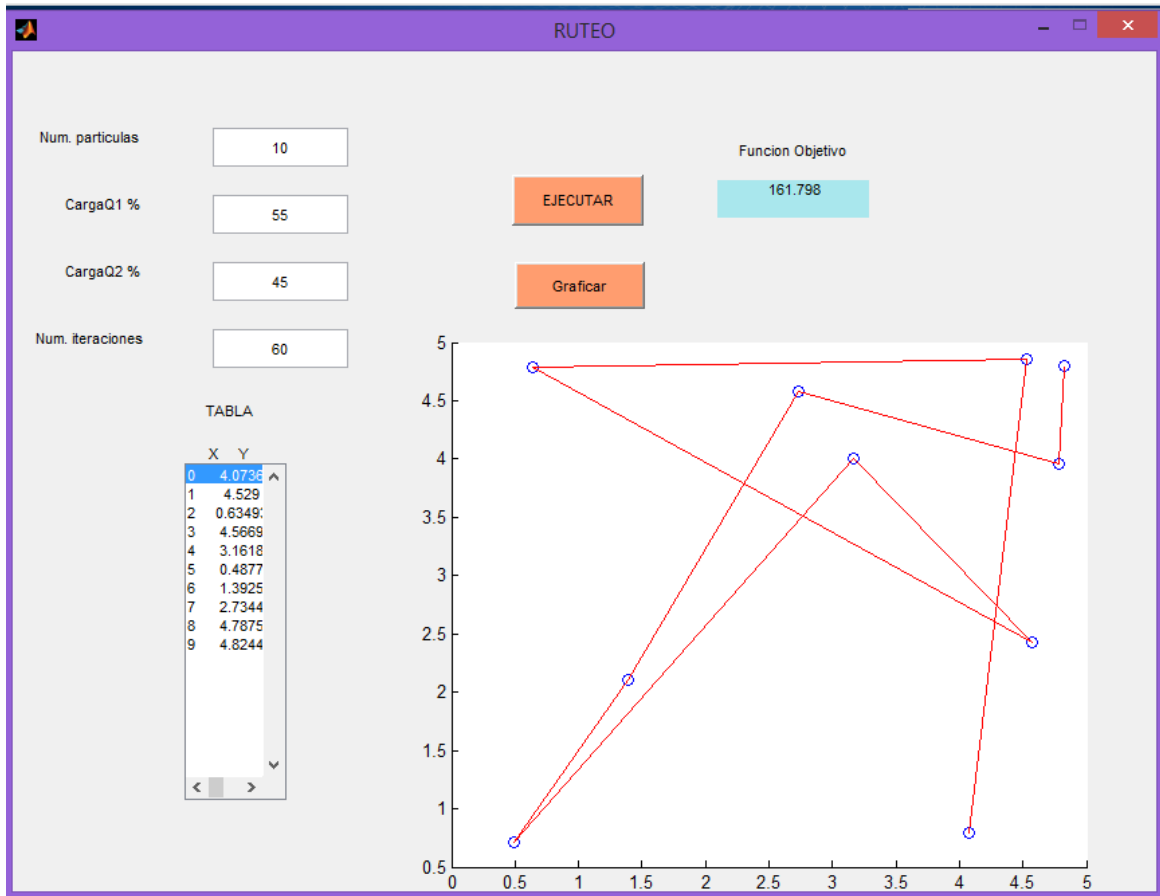 RUTEO
Num. particulas
10
CargaQ1 %
55
CargaQ2 %
45
Num. iteraciones
60
EJECUTAR
Graficar
Funcion Objetivo
161.798
TABLA
X Y
0 4.0736
1 4.529
2 0.6349
3 4.5669
4 3.1618
5 0.4877
6 1.3925
7 2.7344
8 4.7875
9 4.8244
5
4.5
4
3.5
3
2.5
2
1.5
1
0.5
0 0.5 1 1.5 2 2.5 3 3.5 4 4.5 5